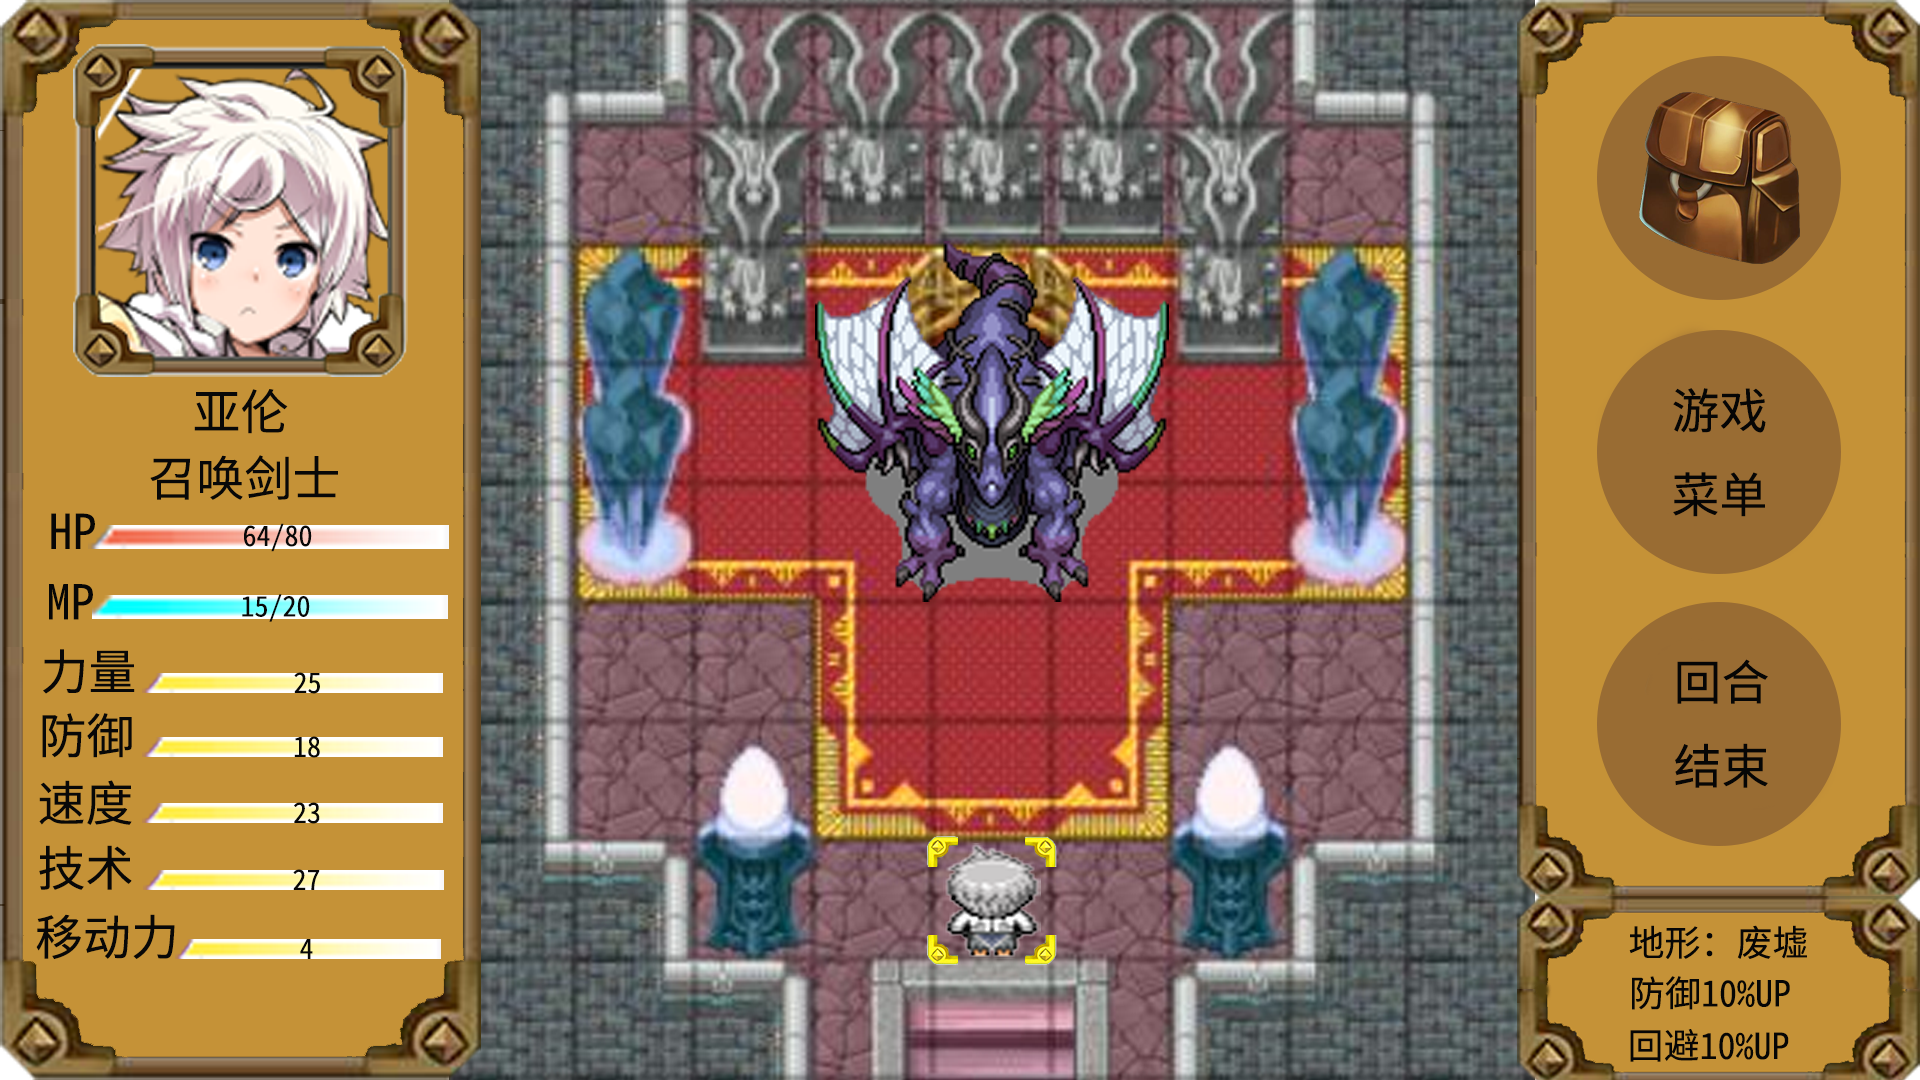 亚伦
召唤剑士
HP 64/80
MP 15/20
力量 25
防御 18
速度 23
技术 27
移动力 4
游戏
菜单
回合
结束
地形：废墟
防御10%UP
回避10%UP